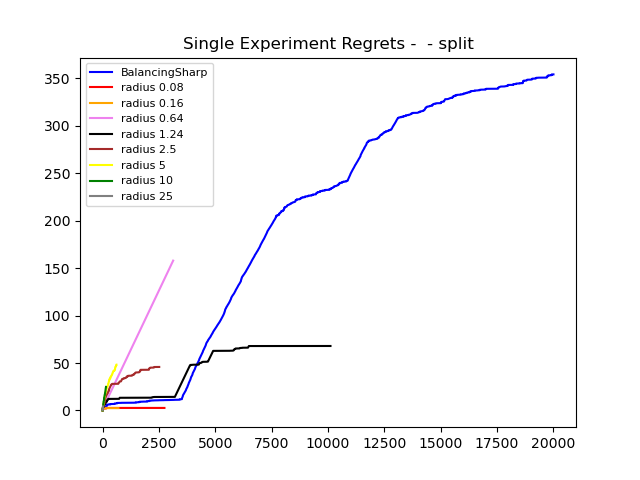 Single Experiment Regrets -  - split
BalancingSharp
radius 0.08
radius 0.16
radius 0.64
radius 1.24
radius 2.5
radius 5
radius 10
radius 25
350
300
250
200
150
100
50
0
0 2500 5000 7500 10000 12500 15000 17500 20000